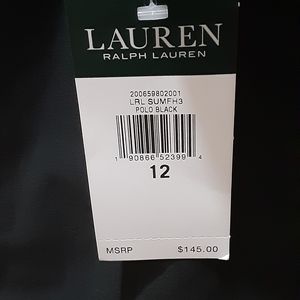 LAUREN
RALPH LAUREN
200659802001
LRL SUMFH3
POLO BLACK
1 90866 52399 4
12
MSRP $145.00